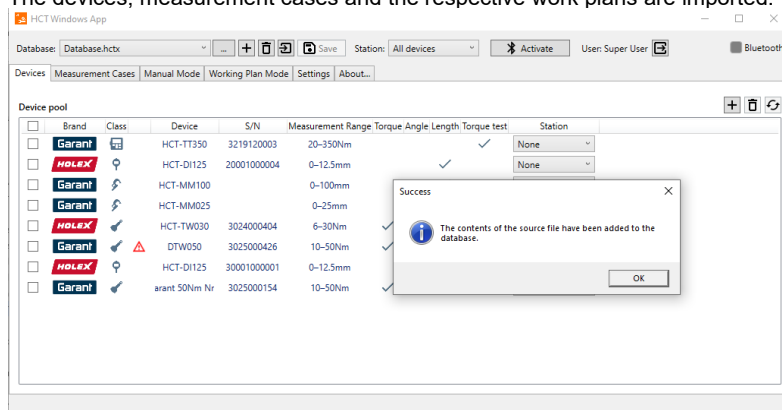 The devices, measurement cases and the respective work plans are imported.
HCT Windows App
Database: Database.hctx ... Save Station: All devices Activate User: Super User Bluetooth
Devices Measurement Cases Manual Mode Working Plan Mode Settings About...
Device pool
Brand Class Device S/N Measurement Range Torque Angle Length Torque test Station
Garant HCT-TT350 3219120003 20–350Nm None
HOLEX HCT-DI125 20001000004 0–12.5mm None
Garant HCT-MM100 0–100mm
Garant HCT-MM025 0–25mm
HOLEX HCT-TW030 3024000404 6–30Nm
Garant DTW050 3025000426 10–50Nm
HOLEX HCT-DI125 30001000001 0–12.5mm
Garant arant 50Nm Nr 3025000154 10–50Nm
Success
The contents of the source file have been added to the
database.
OK